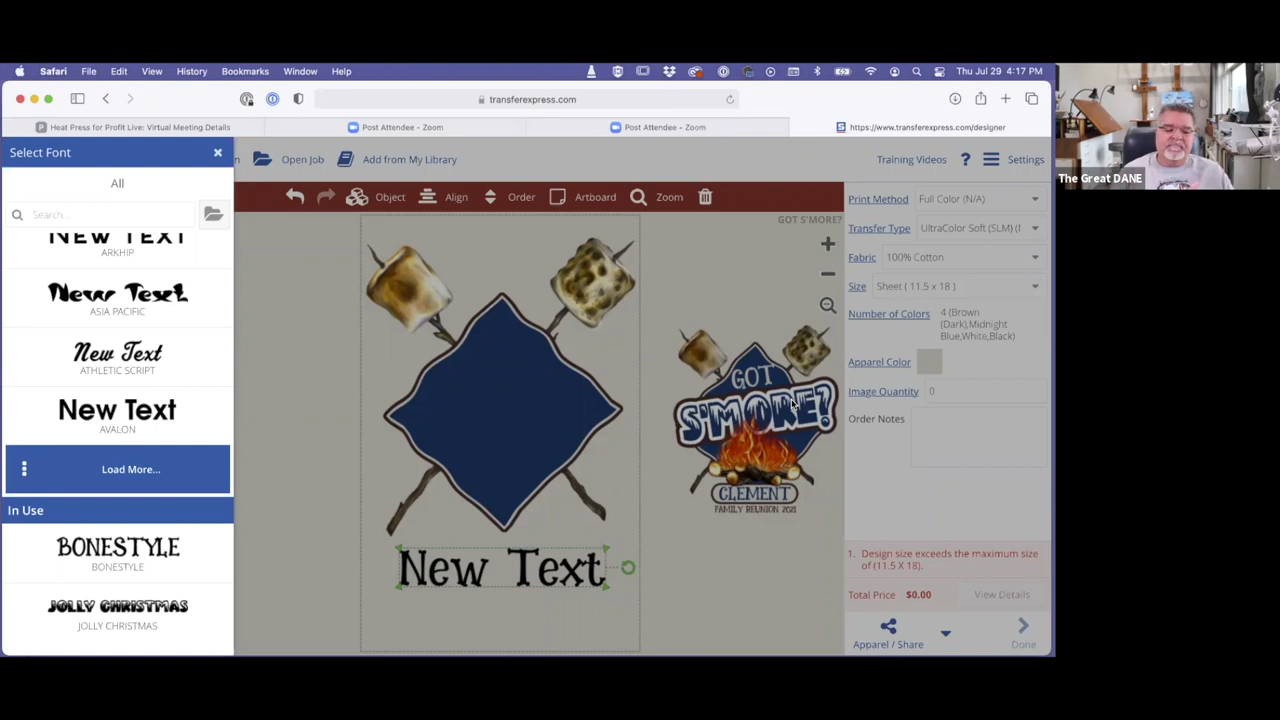 Safari File Edit View History Bookmarks Window Help Thu Jul 29 4:17 PM
transferexpress.com
Heat Press for Profit Live: Virtual Meeting Details
Post Attendee - Zoom
Post Attendee - Zoom
https://www.transferexpress.com/designer
The Great DANE
Select Font
Open Job Add from My Library Training Videos ? Settings
All
Search...
Object Align Order Artboard Zoom
NEW TEXT
ARKHIP
New Text
ASIA PACIFIC
New Text
ATHLETIC SCRIPT
New Text
AVALON
Load More...
In Use
BONESTYLE
BONESTYLE
JOLLY CHRISTMAS
JOLLY CHRISTMAS
GOT S'MORE?
New Text
GOT
S'MORE?
CLEMENT
FAMILY REUNION 2021
Print Method Full Color (N/A)
Transfer Type UltraColor Soft (SLM) (
Fabric 100% Cotton
Size Sheet ( 11.5 x 18 )
Number of Colors 4 (Brown
(Dark),Midnight
Blue,White,Black)
Apparel Color
Image Quantity 0
Order Notes
1. Design size exceeds the maximum size
of (11.5 X 18).
Total Price $0.00 View Details
Apparel / Share Done